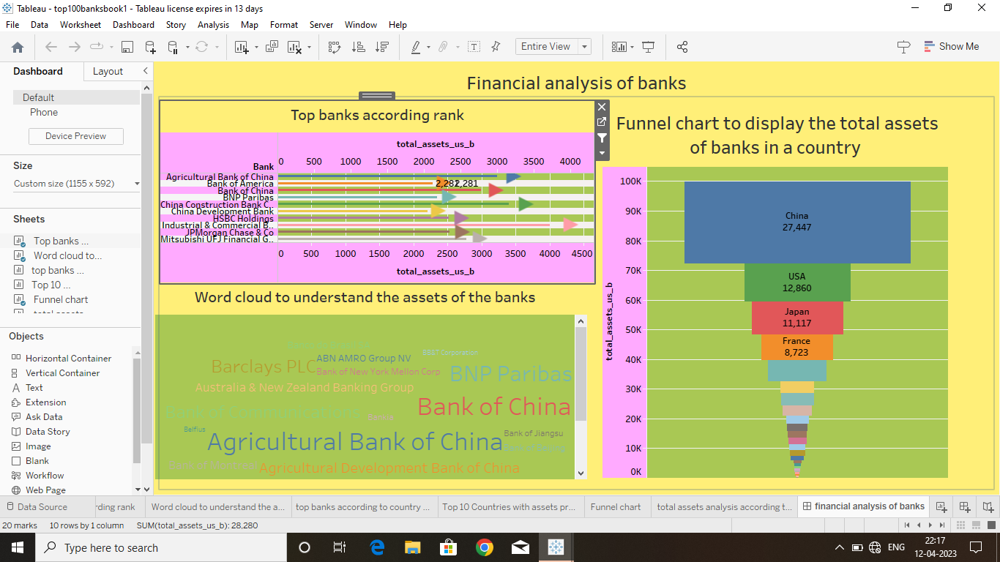 Tableau - top100banksbook1 - Tableau license expires in 13 days
File Data Worksheet Dashboard Story Analysis Map Format Server Window Help
Entire View
Show Me
Dashboard Layout
Default
Phone
Device Preview
Size
Custom size (1155 x 592)
Sheets
Top banks ...
Word cloud to...
top banks ...
Top 10 ...
Funnel chart
Objects
Horizontal Container
Vertical Container
Text
Extension
Ask Data
Data Story
Image
Blank
Workflow
Web Page
Financial analysis of banks
Top banks according rank
total_assets_us_b
Bank
0 500 1000 1500 2000 2500 3000 3500 4000
Agricultural Bank of China
Bank of America
2,281 2,281
Bank of China
BNP Paribas
China Construction Bank C..
China Development Bank
HSBC Holdings
Industrial & Commercial B..
JPMorgan Chase & Co
Mitsubishi UFJ Financial G..
0 500 1000 1500 2000 2500 3000 3500 4000 4500
total_assets_us_b
Word cloud to understand the assets of the banks
Barclays PLC
ABN AMRO Group NV
BB&T Corporation
Bank of New York Mellon Corp
BNP Paribas
Australia & New Zealand Banking Group
Bank of China
Bank of Communications
Belfius
Agricultural Bank of China
Bank of Jiangsu
Bank of Beijing
Bank of Montreal
Agricultural Development Bank of China
Funnel chart to display the total assets
of banks in a country
total_assets_us_b
100K
90K
80K
70K
60K
50K
40K
30K
20K
10K
0K
China
27,447
USA
12,860
Japan
11,117
France
8,723
Data Source
rding rank
Word cloud to understand the a...
top banks according to country ...
Top 10 Countries with assets pr...
Funnel chart
total assets analysis according t...
financial analysis of banks
20 marks 10 rows by 1 column SUM(total_assets_us_b): 28,280
Type here to search
ENG
22:17
12-04-2023